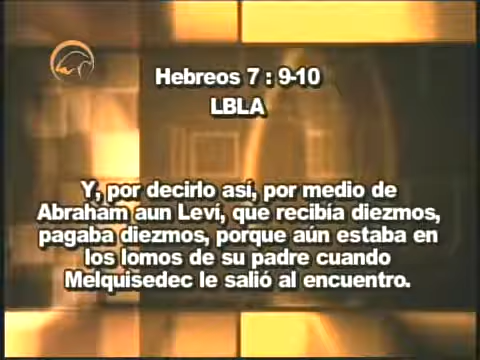 Hebreos 7 : 9-10
LBLA
Y, por decirlo así, por medio de
Abraham aun Leví, que recibía diezmos,
pagaba diezmos, porque aún estaba en
los lomos de su padre cuando
Melquisedec le salió al encuentro.